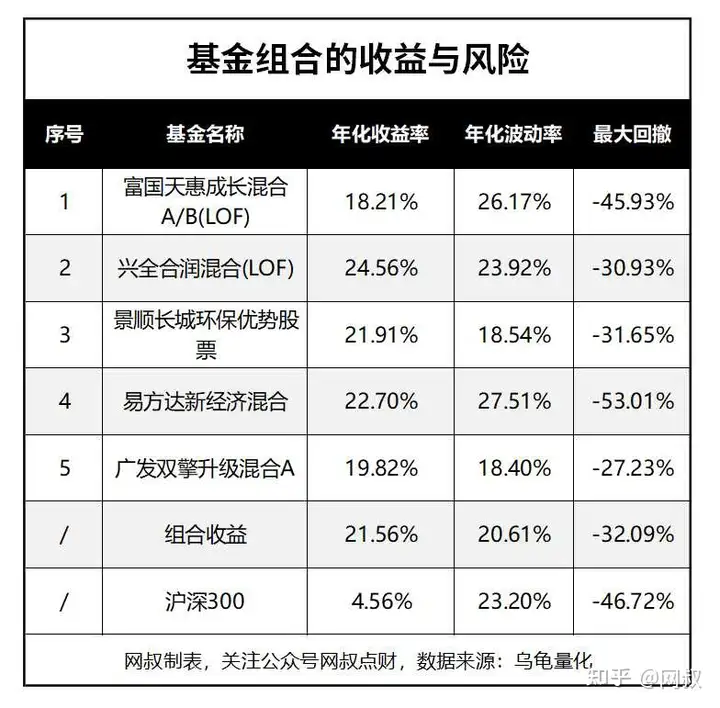 基金组合的收益与风险
序号 基金名称 年化收益率 年化波动率 最大回撤
1 富国天惠成长混合 18.21% 26.17% -45.93%
A/B(LOF)
2 兴全合润混合(LOF) 24.56% 23.92% -30.93%
3 景顺长城环保优势股 21.91% 18.54% -31.65%
票
4 易方达新经济混合 22.70% 27.51% -53.01%
5 广发双擎升级混合A 19.82% 18.40% -27.23%
/ 组合收益 21.56% 20.61% -32.09%
/ 沪深300 4.56% 23.20% -46.72%
网叔制表，关注公众号网叔点财，数据来源：乌龟量化
知乎 @网叔